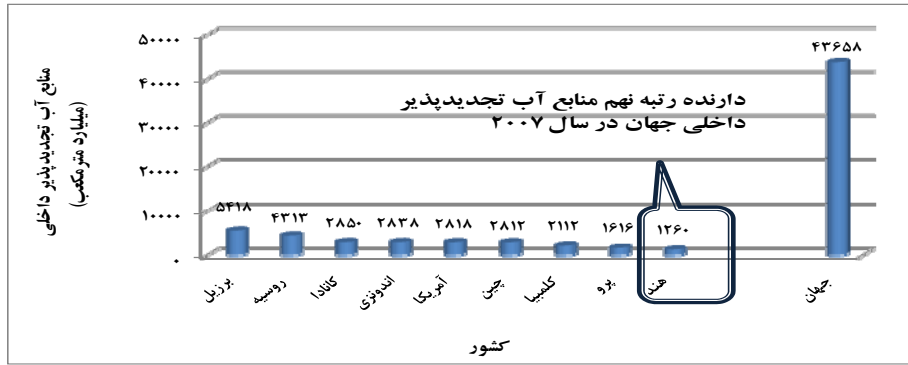 منابع آب تجدیدپذیر داخلی
(میلیارد مترمکعب)
۵۰۰۰۰
۴۰۰۰۰
۳۰۰۰۰
۲۰۰۰۰
۱۰۰۰۰
۰
دارنده رتبه نهم منابع آب تجدیدپذیر
داخلی جهان در سال ۲۰۰۷
۵۴۱۸
۴۳۱۳
۲۸۵۰
۲۸۳۸
۲۸۱۸
۲۸۱۲
۲۱۱۲
۱۶۱۶
۱۲۶۰
۴۳۶۵۸
برزیل
روسیه
کانادا
اندونزی
آمریکا
چین
کلمبیا
پرو
هند
جهان
کشور